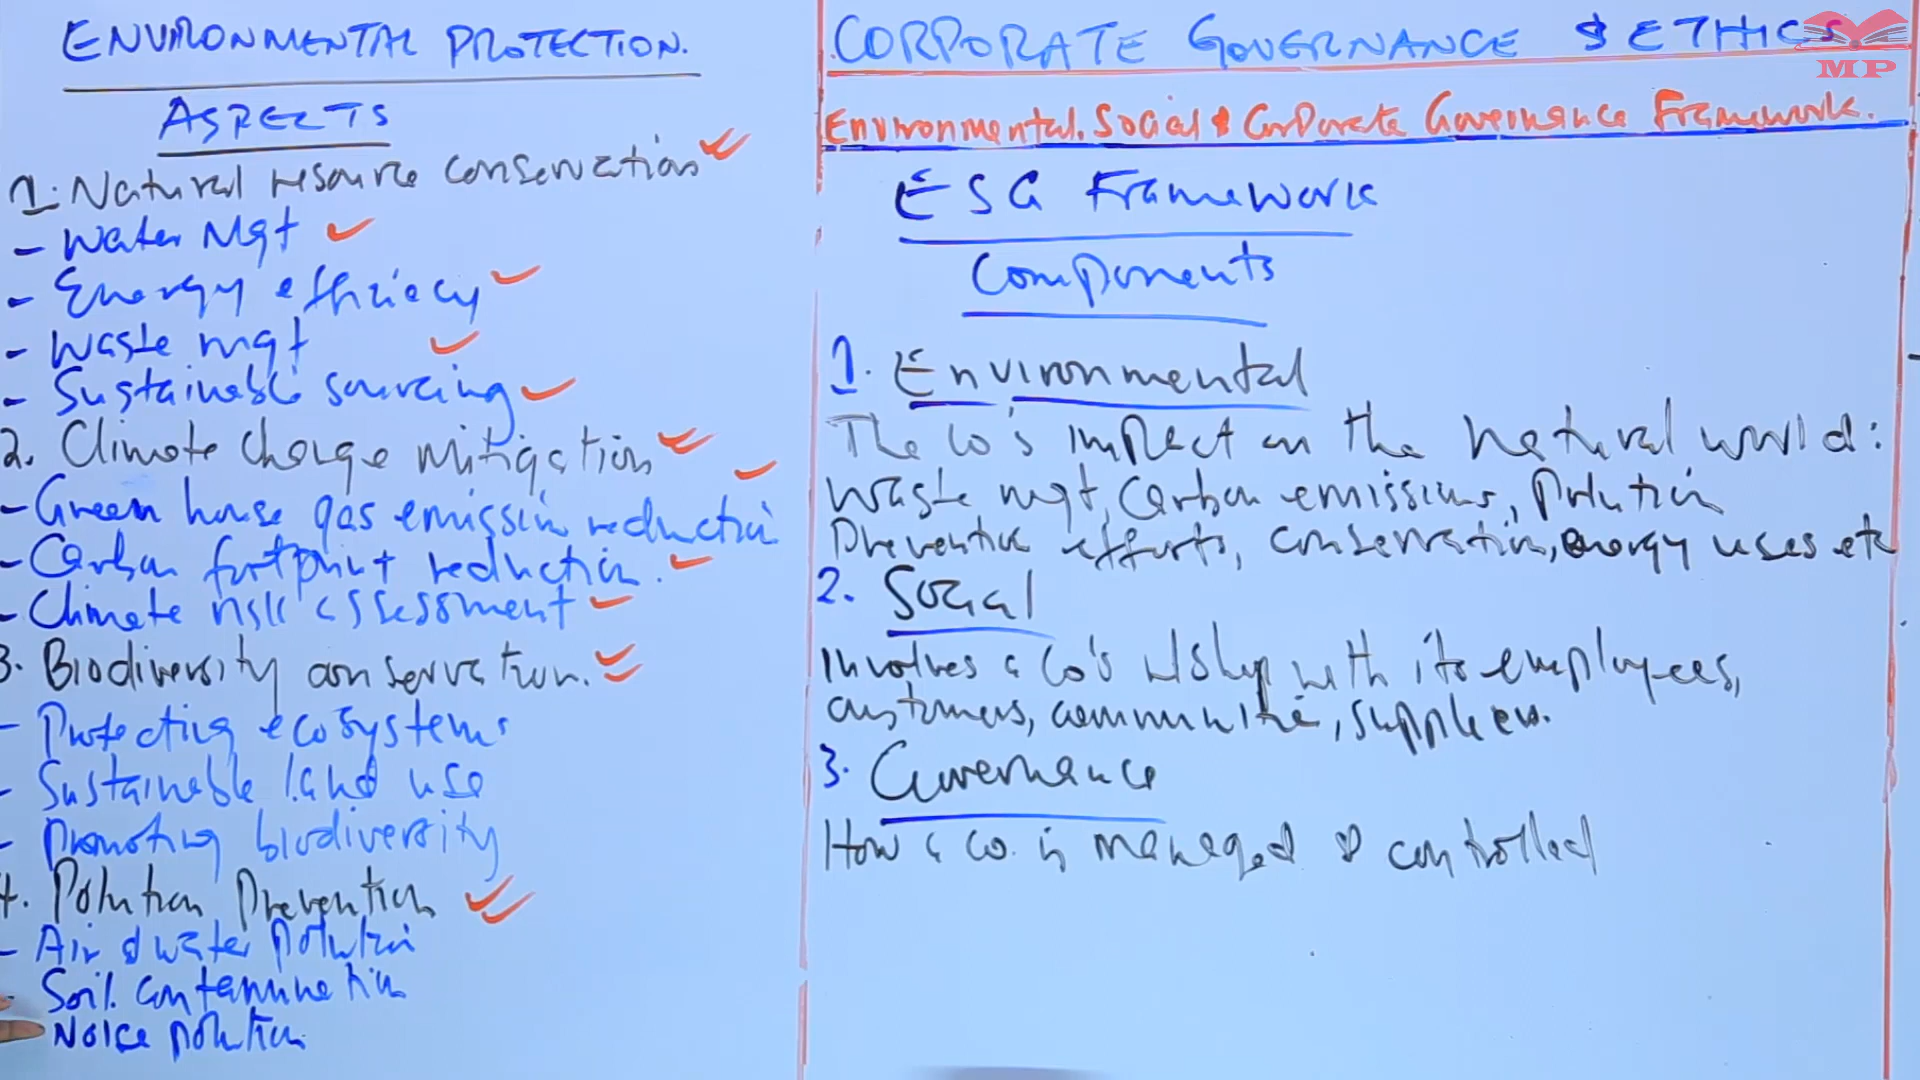 ENVIRONMENTAL PROTECTION.
ASPECTS
1. Natural resource conservation
- Water Mgt
- Energy efficiecy
- Waste mgt
- Sustainable sourcing
2. Climate change mitigation
- Green house gas emission reduction
- Carbon footprint reduction.
- Climate risk assessment
3. Biodiversity conservation.
- Protecting ecosystems
- Sustainable land use
- Promoting biodiversity
4. Pollution Prevention
- Air & water pollution
- Soil contamination
Noise pollution
CORPORATE GOVERNANCE & ETHICS
MP
Environmental. Social & Corporate Governance Framework.
ESG Framework
Components
1. Environmental
The Co's impact on the natural world:
Waste mgt, Carbon emissions, Pollution
Prevention efforts, conservation, energy uses etc
2. Social
Involves a Co's r/ship with its employees,
customers, communities, suppliers.
3. Governance
How a Co. is managed & controlled